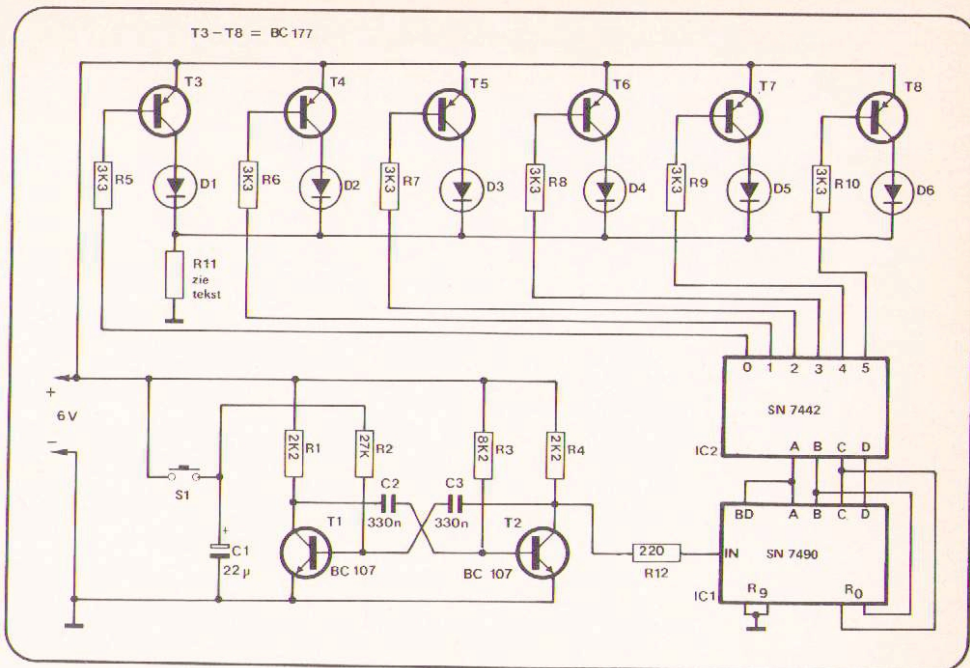 T3-T8 = BC 177
T3
T4
T5
T6
T7
T8
3K3
R5
3K3
R6
3K3
R7
3K3
R8
3K3
R9
3K3
R10
D1
D2
D3
D4
D5
D6
R11
zie
tekst
0 1 2 3 4 5
SN 7442
IC2
A B C D
+
6V
−
S1
+
C1
22 µ
2K2
R1
27K
R2
8K2
R3
2K2
R4
C2
330n
C3
330n
T1
BC 107
T2
BC 107
220
R12
BD A B C D
IN
SN 7490
IC1
R9
R0